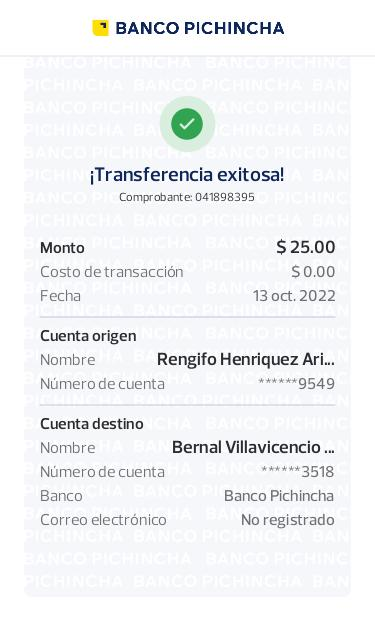 BANCO PICHINCHA
¡Transferencia exitosa!
Comprobante: 041898395
Monto $ 25.00
Costo de transacción $ 0.00
Fecha 13 oct. 2022
Cuenta origen
Nombre Rengifo Henriquez Ari...
Número de cuenta ******9549
Cuenta destino
Nombre Bernal Villavicencio ...
Número de cuenta ******3518
Banco Banco Pichincha
Correo electrónico No registrado